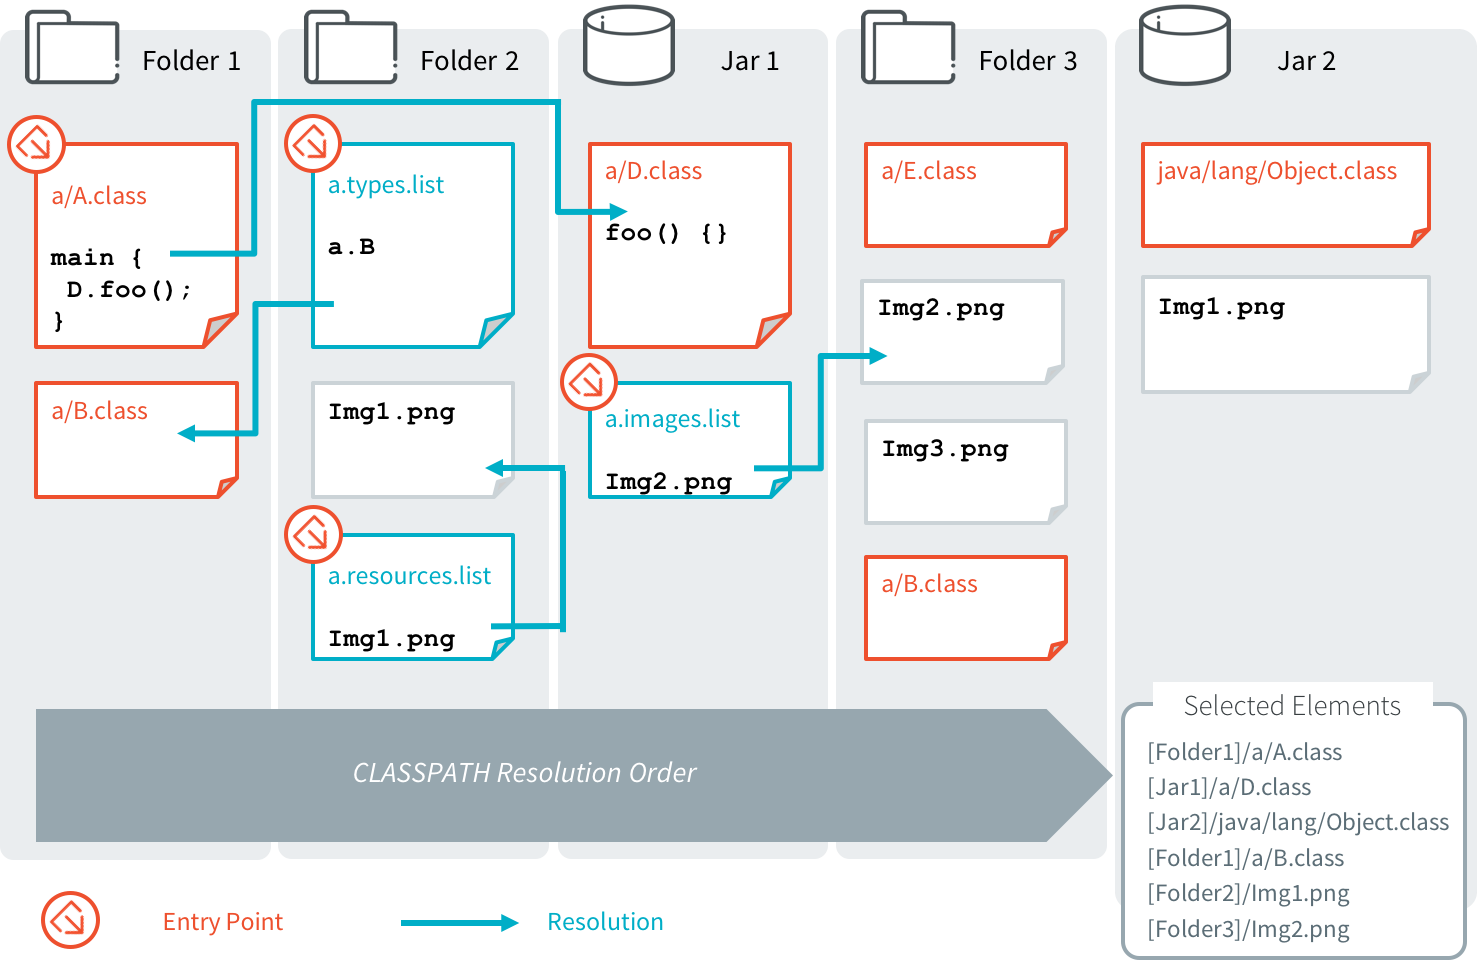 Folder 1
Folder 2
Jar 1
Folder 3
Jar 2
a/A.class
main {
D.foo();
}
a/B.class
a.types.list
a.B
Img1.png
a.resources.list
Img1.png
a/D.class
foo() {}
a.images.list
Img2.png
a/E.class
Img2.png
Img3.png
a/B.class
java/lang/Object.class
Img1.png
CLASSPATH Resolution Order
Selected Elements
[Folder1]/a/A.class
[Jar1]/a/D.class
[Jar2]/java/lang/Object.class
[Folder1]/a/B.class
[Folder2]/Img1.png
[Folder3]/Img2.png
Entry Point
Resolution